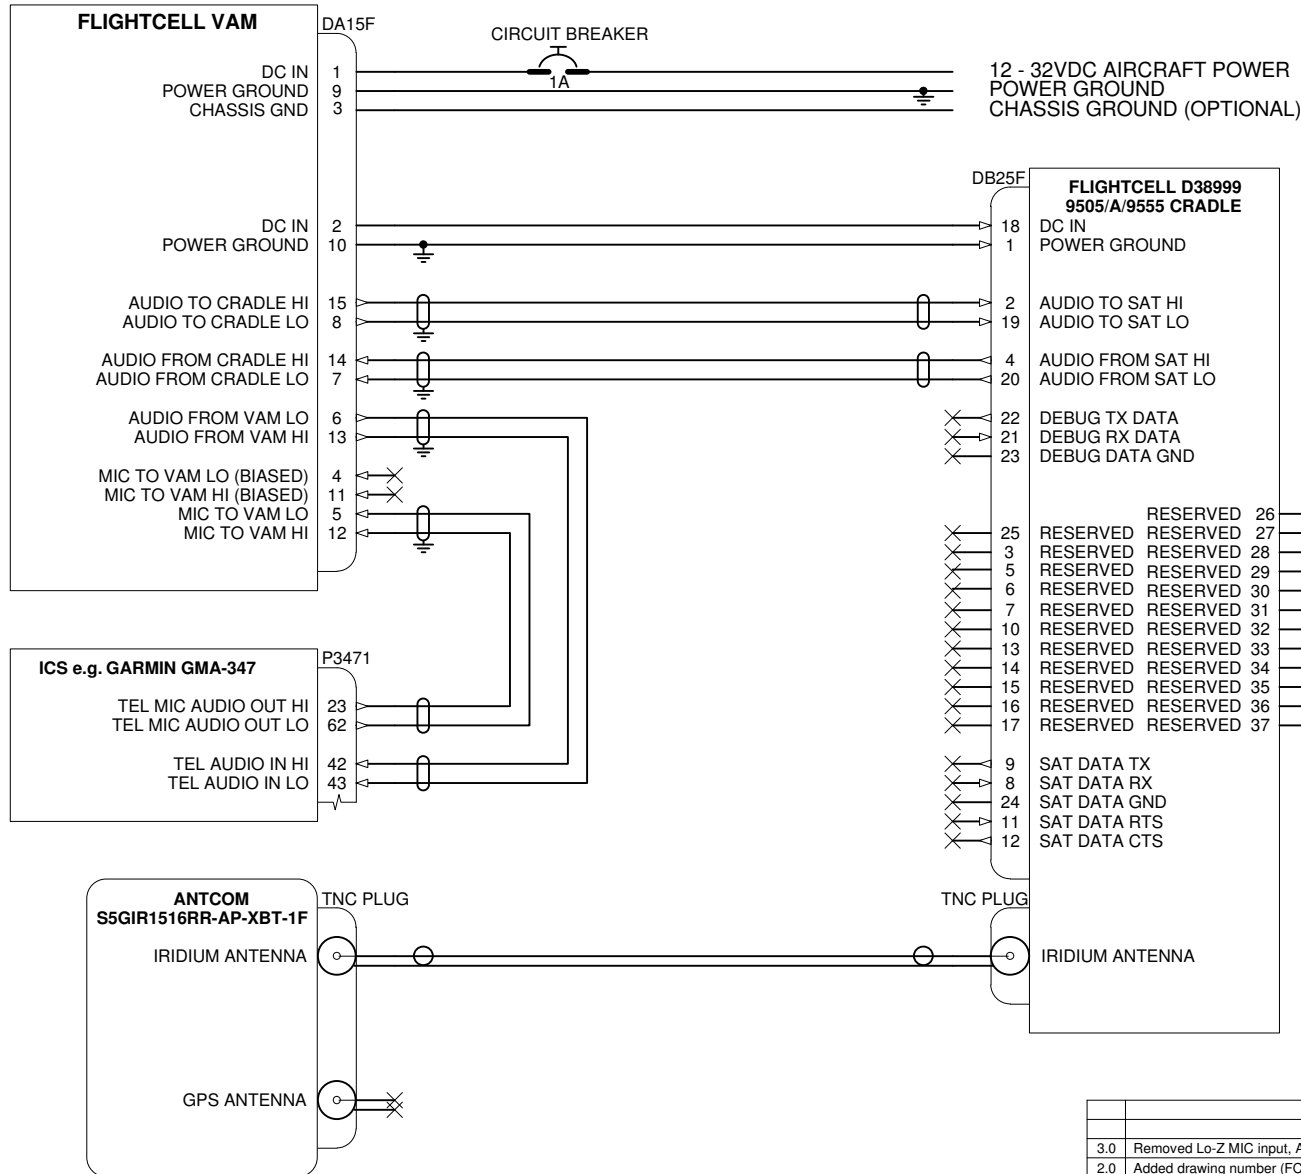 FLIGHTCELL VAM
DA15F
CIRCUIT BREAKER
1A
DC IN 1
POWER GROUND 9
CHASSIS GND 3
12 - 32VDC AIRCRAFT POWER
POWER GROUND
CHASSIS GROUND (OPTIONAL)
DC IN 2
POWER GROUND 10
AUDIO TO CRADLE HI 15
AUDIO TO CRADLE LO 8
AUDIO FROM CRADLE HI 14
AUDIO FROM CRADLE LO 7
AUDIO FROM VAM LO 6
AUDIO FROM VAM HI 13
MIC TO VAM LO (BIASED) 4
MIC TO VAM HI (BIASED) 11
MIC TO VAM LO 5
MIC TO VAM HI 12
DB25F
FLIGHTCELL D38999
9505/A/9555 CRADLE
18 DC IN
1 POWER GROUND
2 AUDIO TO SAT HI
19 AUDIO TO SAT LO
4 AUDIO FROM SAT HI
20 AUDIO FROM SAT LO
22 DEBUG TX DATA
21 DEBUG RX DATA
23 DEBUG DATA GND
RESERVED 26
25 RESERVED RESERVED 27
3 RESERVED RESERVED 28
5 RESERVED RESERVED 29
6 RESERVED RESERVED 30
7 RESERVED RESERVED 31
10 RESERVED RESERVED 32
13 RESERVED RESERVED 33
14 RESERVED RESERVED 34
15 RESERVED RESERVED 35
16 RESERVED RESERVED 36
17 RESERVED RESERVED 37
9 SAT DATA TX
8 SAT DATA RX
24 SAT DATA GND
11 SAT DATA RTS
12 SAT DATA CTS
ICS e.g. GARMIN GMA-347
P3471
TEL MIC AUDIO OUT HI 23
TEL MIC AUDIO OUT LO 62
TEL AUDIO IN HI 42
TEL AUDIO IN LO 43
ANTCOM
S5GIR1516RR-AP-XBT-1F
TNC PLUG
IRIDIUM ANTENNA
GPS ANTENNA
TNC PLUG
IRIDIUM ANTENNA
3.0 Removed Lo-Z MIC input, A
2.0 Added drawing number (FC